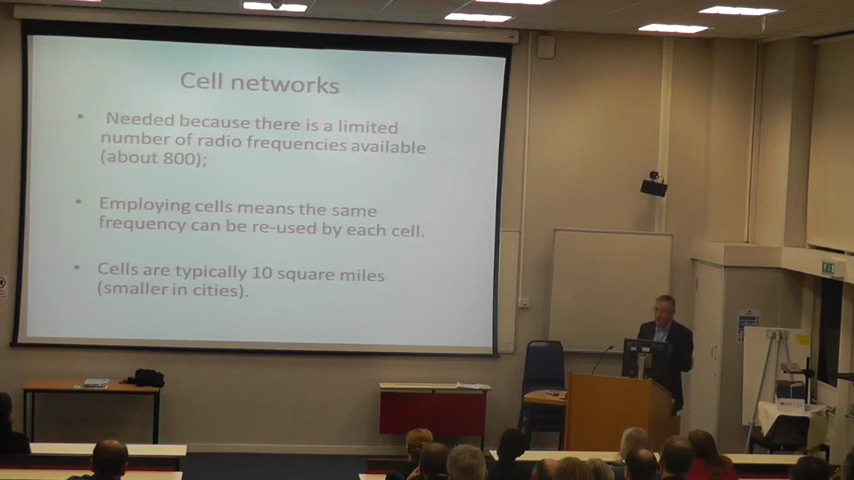 Cell networks
• Needed because there is a limited
number of radio frequencies available
(about 800);
• Employing cells means the same
frequency can be re-used by each cell.
• Cells are typically 10 square miles
(smaller in cities).